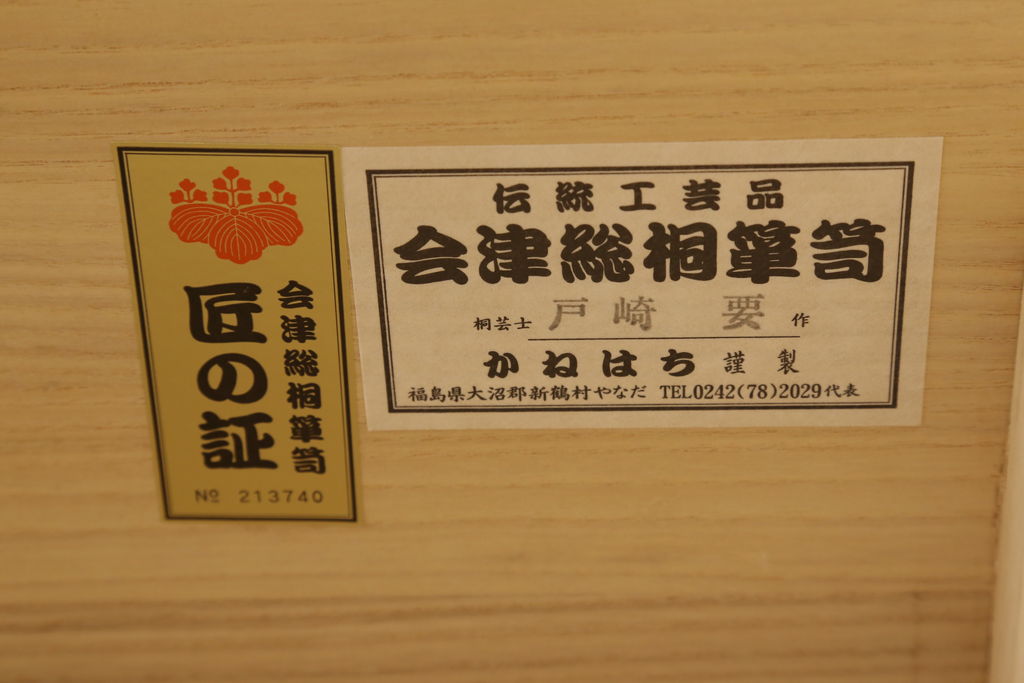 会津総桐箪笥
匠の証
№ 213740
伝統工芸品
会津総桐箪笥
桐芸士 戸崎 要 作
かねはち 謹製
福島県大沼郡新鶴村やなだ TEL0242(78)2029代表